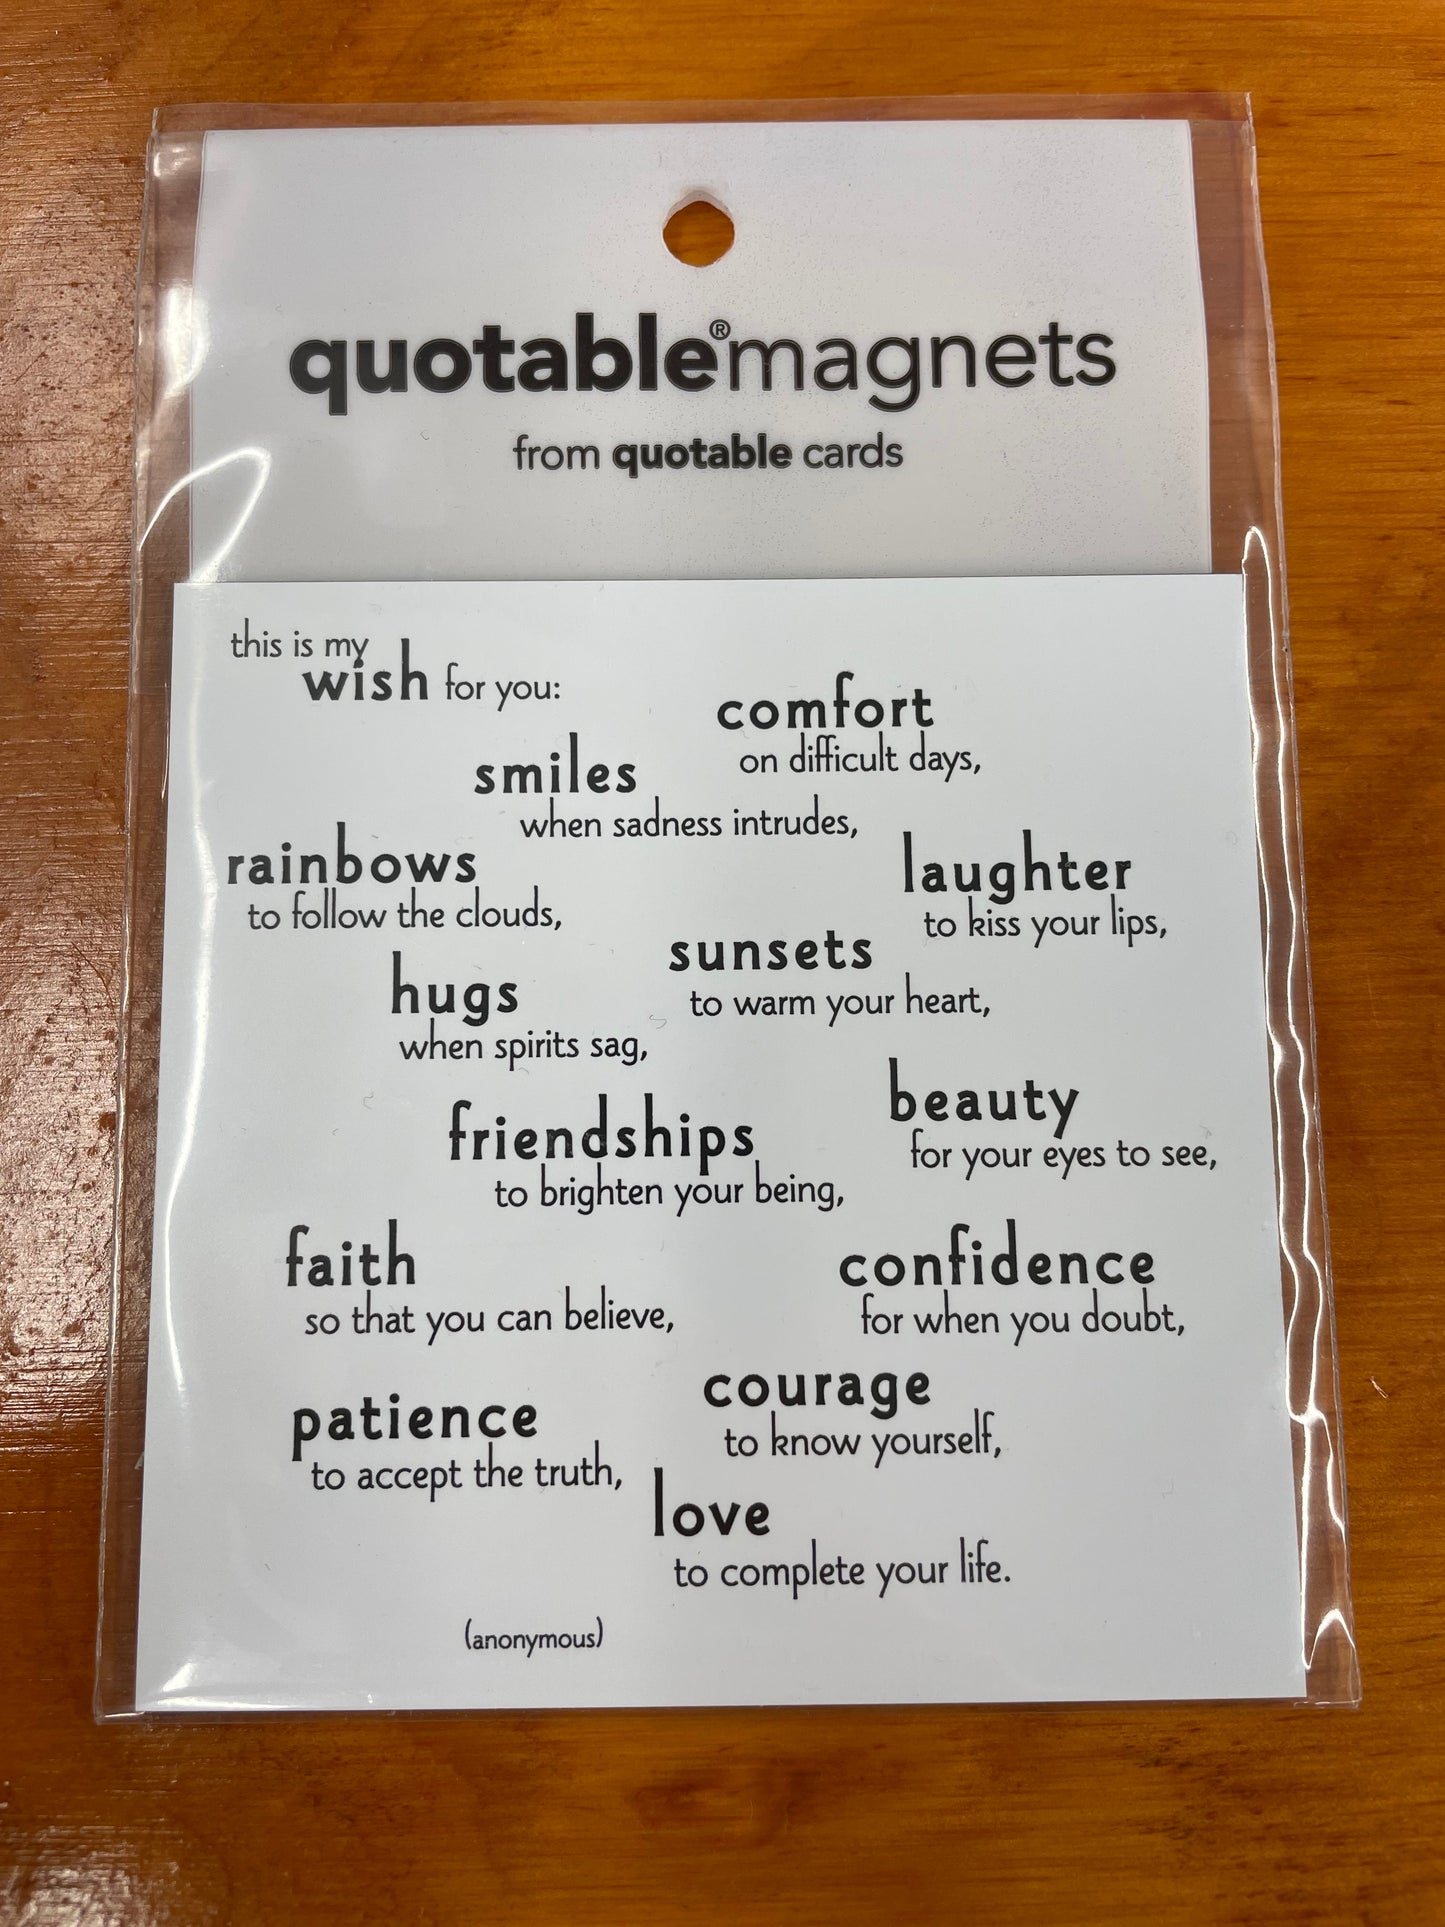 quotable®magnets
from quotable cards
this is my
wish for you:
comfort
on difficult days,
smiles
when sadness intrudes,
rainbows
to follow the clouds,
laughter
to kiss your lips,
sunsets
to warm your heart,
hugs
when spirits sag,
beauty
for your eyes to see,
friendships
to brighten your being,
faith
so that you can believe,
confidence
for when you doubt,
courage
to know yourself,
patience
to accept the truth,
love
to complete your life.
(anonymous)